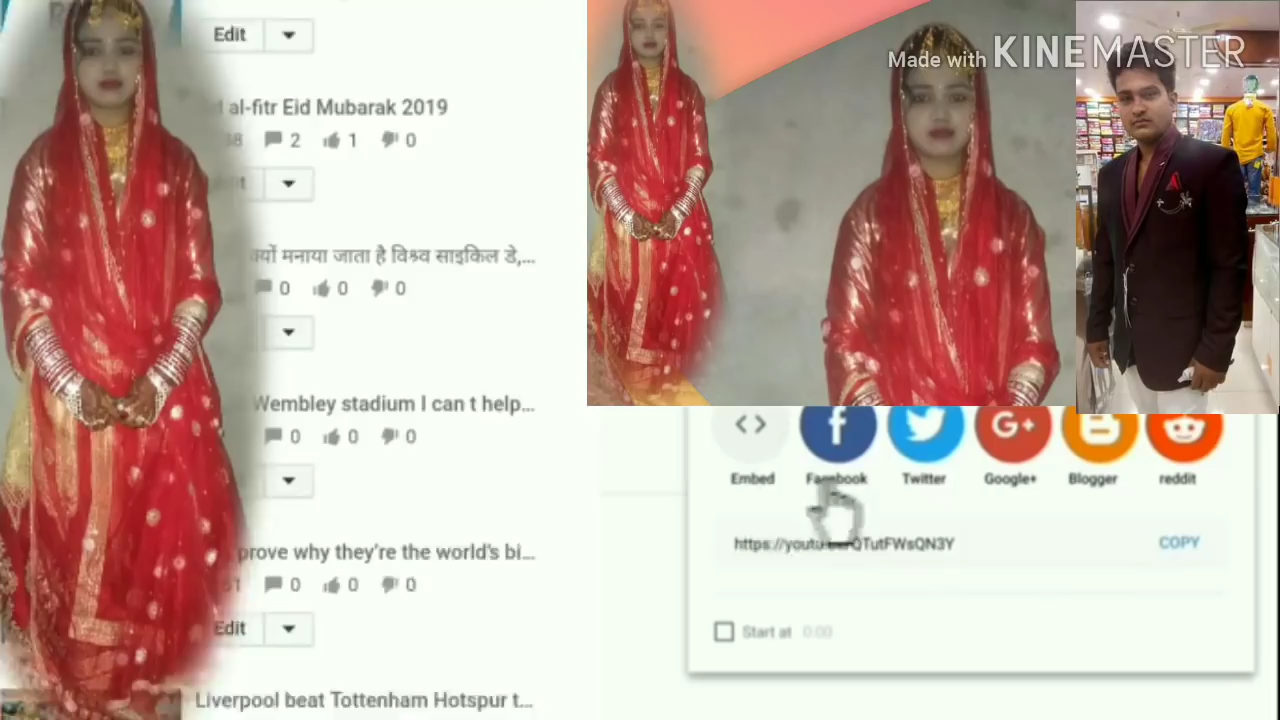 Edit
al-fitr Eid Mubarak 2019
2 1 0
क्यों मनाया जाता है विश्व साइकिल डे,...
0 0 0
Wembley stadium I can t help...
0 0 0
prove why they're the world's bi...
0 0 0
Edit
Liverpool beat Tottenham Hotspur t...
Made with KINEMASTER
Embed Facebook Twitter Google+ Blogger reddit
COPY
Start at 0:00